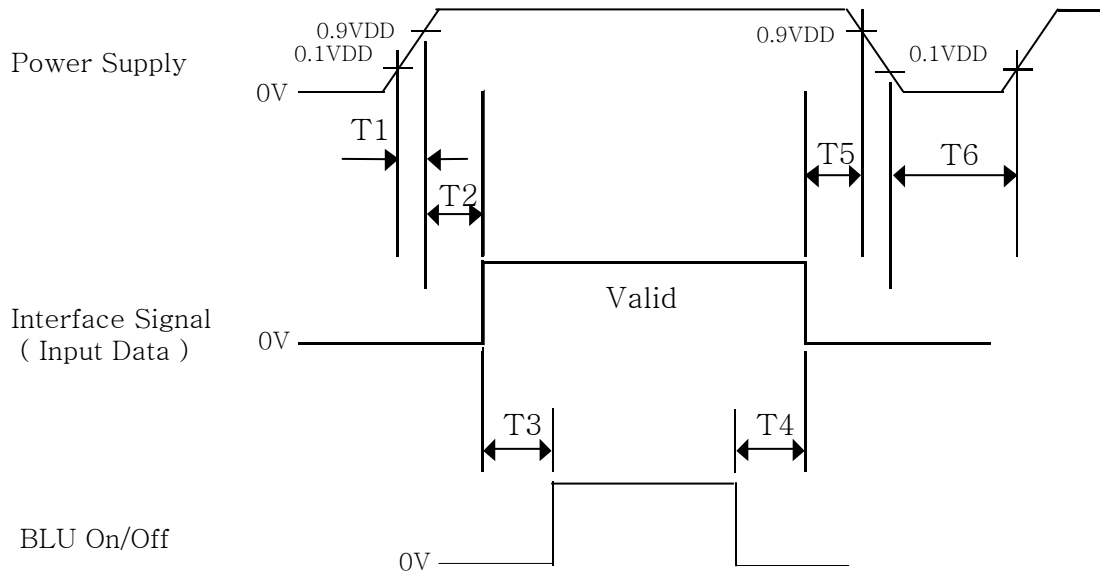 0.9VDD
0.1VDD
Power Supply
0V
0.9VDD
0.1VDD
T1
T2
T5
T6
Interface Signal
( Input Data )
0V
Valid
T3
T4
BLU On/Off
0V